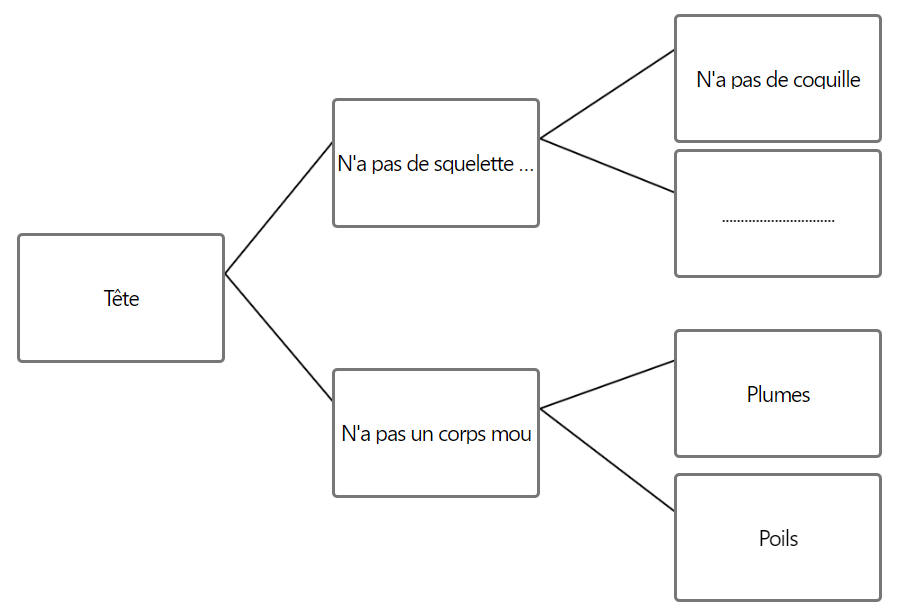 Tête
N'a pas de squelette ...
N'a pas un corps mou
N'a pas de coquille
..............................
Plumes
Poils